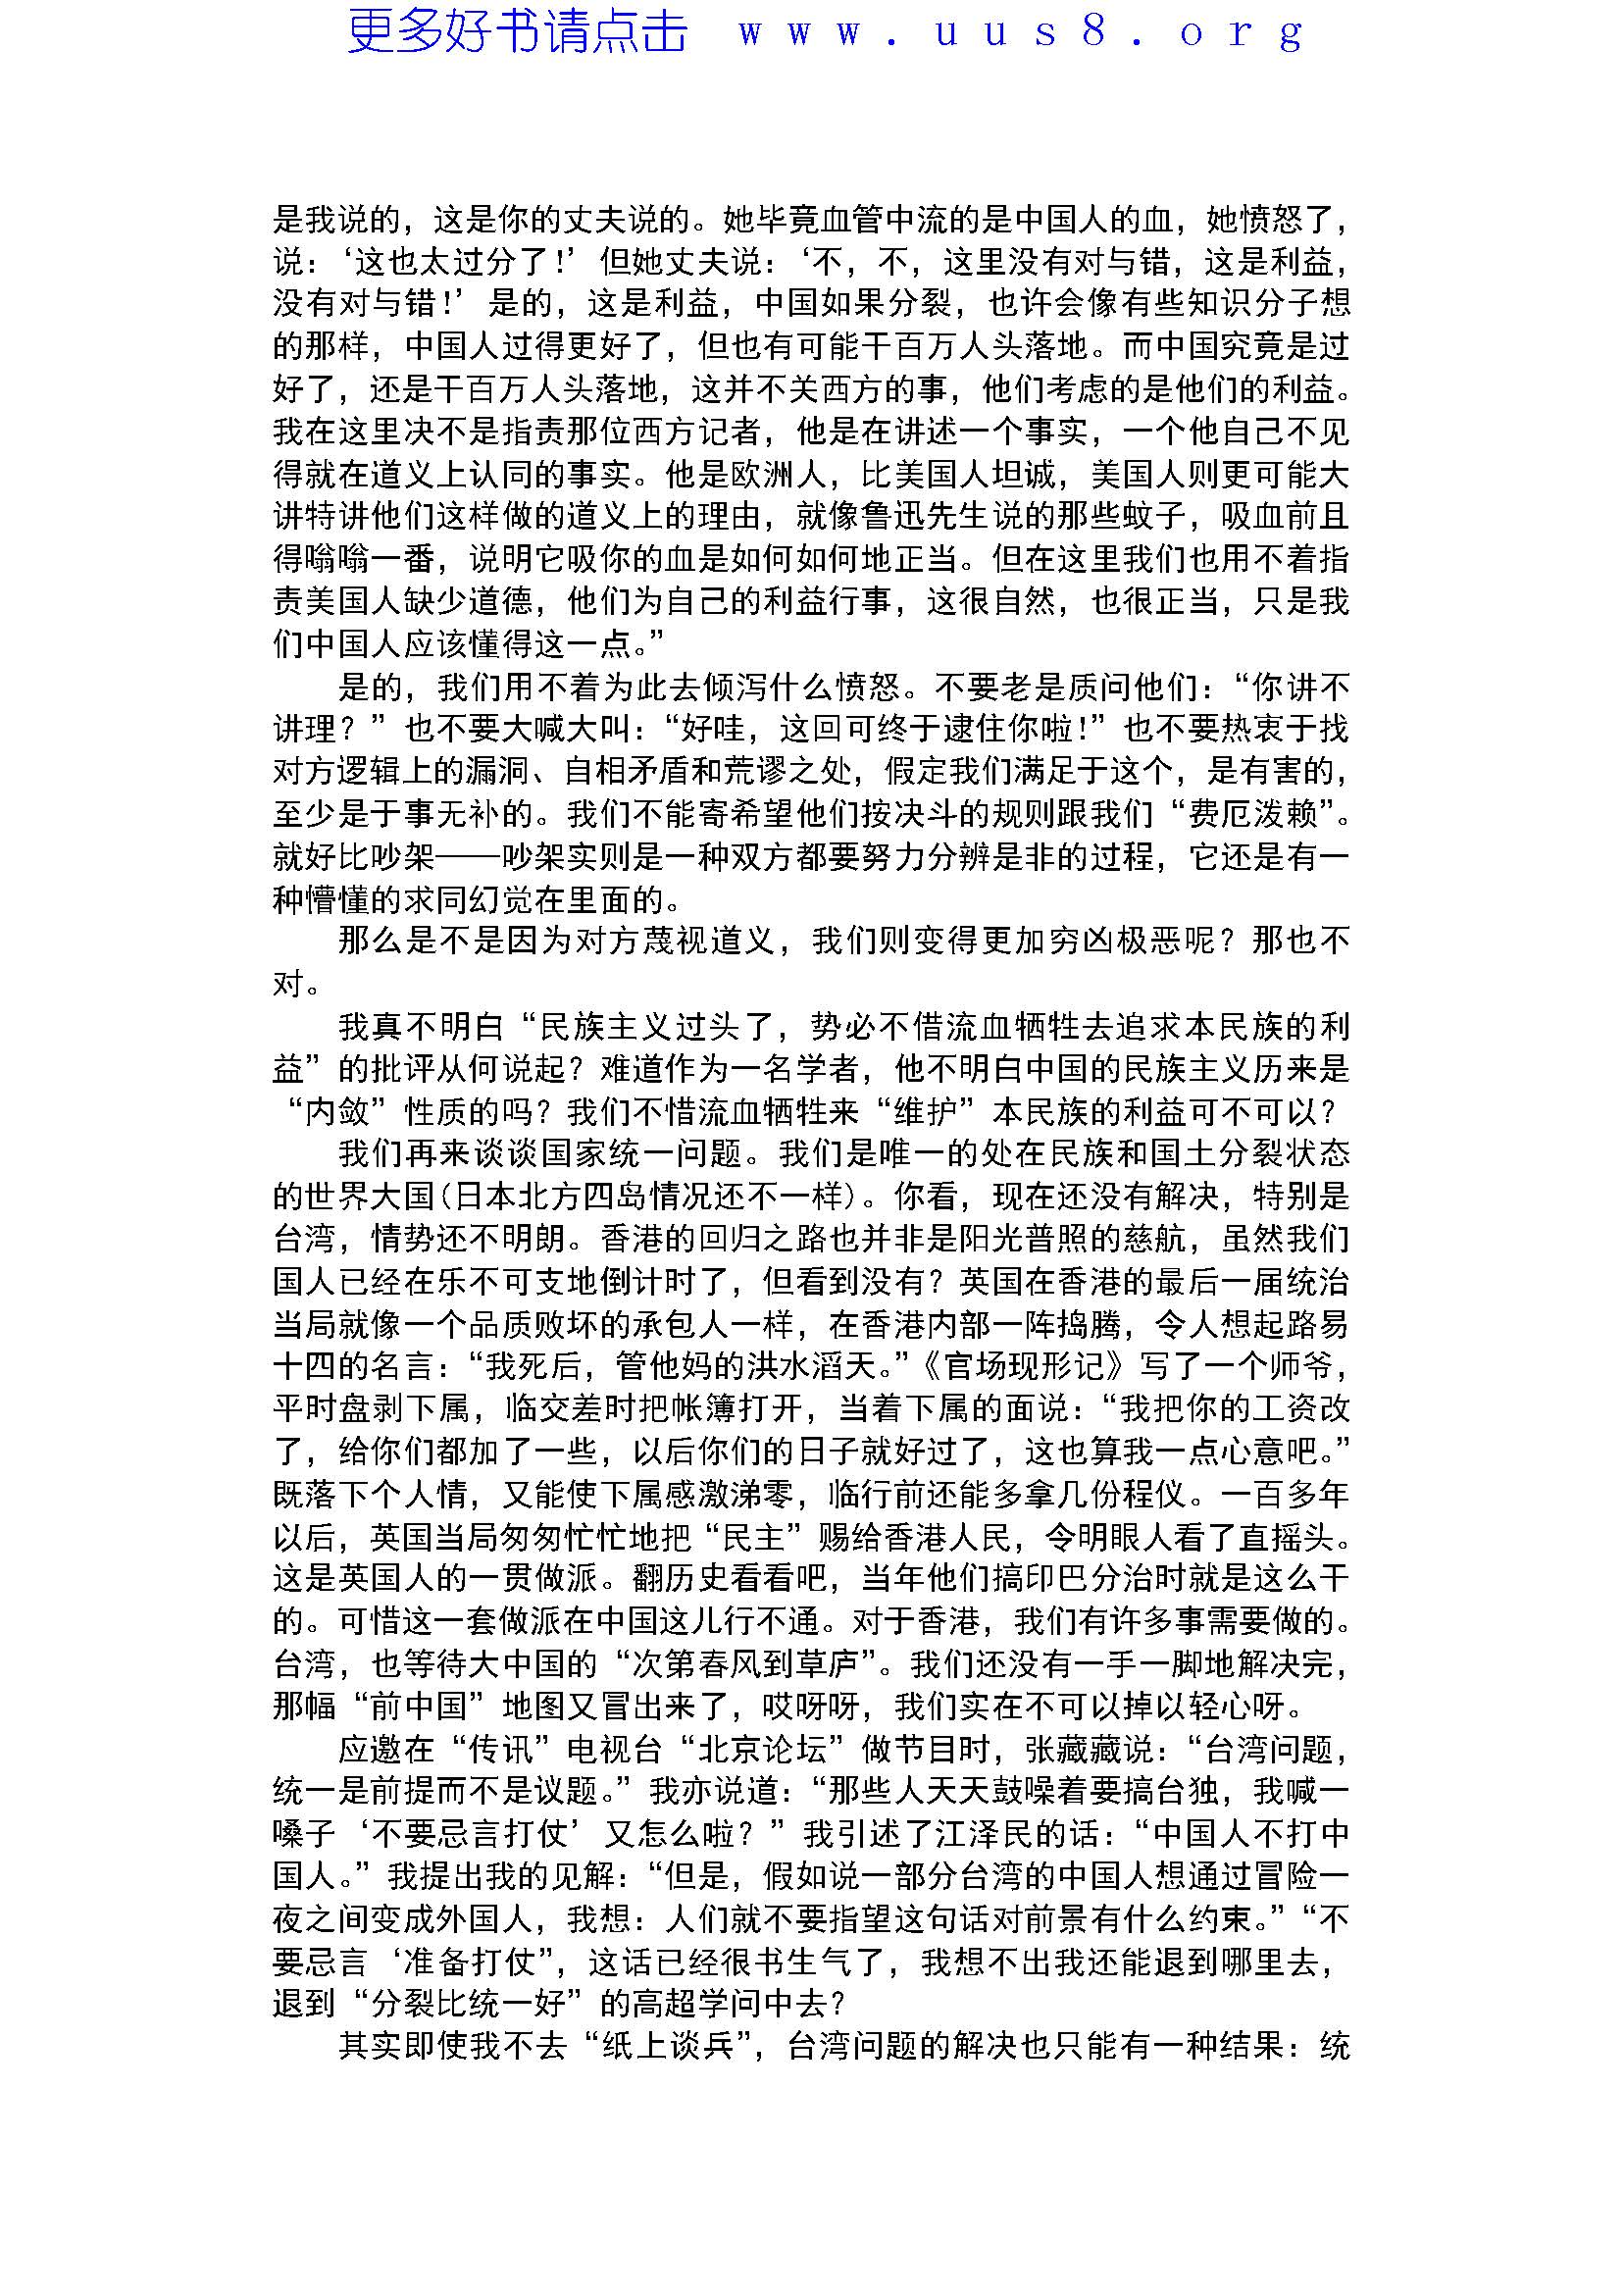 更多好书请点击 www.uus8.org
是我说的，这是你的丈夫说的。她毕竟血管中流的是中国人的血，她愤怒了，
说：‘这也太过分了！’但她丈夫说：‘不，不，这里没有对与错，这是利益，
没有对与错！’是的，这是利益，中国如果分裂，也许会像有些知识分子想
的那样，中国人过得更好了，但也有可能千百万人头落地。而中国究竟是过
好了，还是千百万人头落地，这并不关西方的事，他们考虑的是他们的利益。
我在这里决不是指责那位西方记者，他是在讲述一个事实，一个他自己不见
得就在道义上认同的事实。他是欧洲人，比美国人坦诚，美国人则更可能大
讲特讲他们这样做的道义上的理由，就像鲁迅先生说的那些蚊子，吸血前且
得嗡嗡一番，说明它吸你的血是如何如何地正当。但在这里我们也用不着指
责美国人缺少道德，他们为自己的利益行事，这很自然，也很正当，只是我
们中国人应该懂得这一点。”
是的，我们用不着为此去倾泻什么愤怒。不要老是质问他们：“你讲不
讲理？”也不要大喊大叫：“好哇，这回可终于逮住你啦！”也不要热衷于找
对方逻辑上的漏洞、自相矛盾和荒谬之处，假定我们满足于这个，是有害的，
至少是于事无补的。我们不能寄希望他们按决斗的规则跟我们“费厄泼赖”。
就好比吵架——吵架实则是一种双方都要努力分辨是非的过程，它还是有一
种懵懂的求同幻觉在里面的。
那么是不是因为对方蔑视道义，我们则变得更加穷凶极恶呢？那也不
对。
我真不明白“民族主义过头了，势必不借流血牺牲去追求本民族的利
益”的批评从何说起？难道作为一名学者，他不明白中国的民族主义历来是
“内敛”性质的吗？我们不惜流血牺牲来“维护”本民族的利益可不可以？
我们再来谈谈国家统一问题。我们是唯一的处在民族和国土分裂状态
的世界大国(日本北方四岛情况还不一样)。你看，现在还没有解决，特别是
台湾，情势还不明朗。香港的回归之路也并非是阳光普照的慈航，虽然我们
国人已经在乐不可支地倒计时了，但看到没有？英国在香港的最后一届统治
当局就像一个品质败坏的承包人一样，在香港内部一阵捣腾，令人想起路易
十四的名言：“我死后，管他妈的洪水滔天。”《官场现形记》写了一个师爷，
平时盘剥下属，临交差时把帐簿打开，当着下属的面说：“我把你的工资改
了，给你们都加了一些，以后你们的日子就好过了，这也算我一点心意吧。”
既落下个人情，又能使下属感激涕零，临行前还能多拿几份程仪。一百多年
以后，英国当局匆匆忙忙地把“民主”赐给香港人民，令明眼人看了直摇头。
这是英国人的一贯做派。翻历史看看吧，当年他们搞印巴分治时就是这么干
的。可惜这一套做派在中国这儿行不通。对于香港，我们有许多事需要做的。
台湾，也等待大中国的“次第春风到草庐”。我们还没有一手一脚地解决完，
那幅“前中国”地图又冒出来了，哎呀呀，我们实在不可以掉以轻心呀。
应邀在“传讯”电视台“北京论坛”做节目时，张藏藏说：“台湾问题，
统一是前提而不是议题。”我亦说道：“那些人天天鼓噪着要搞台独，我喊一
嗓子‘不要忌言打仗’又怎么啦？”我引述了江泽民的话：“中国人不打中
国人。”我提出我的见解：“但是，假如说一部分台湾的中国人想通过冒险一
夜之间变成外国人，我想：人们就不要指望这句话对前景有什么约束。”“不
要忌言‘准备打仗”，这话已经很书生气了，我想不出我还能退到哪里去，
退到“分裂比统一好”的高超学问中去？
其实即使我不去“纸上谈兵”，台湾问题的解决也只能有一种结果：统